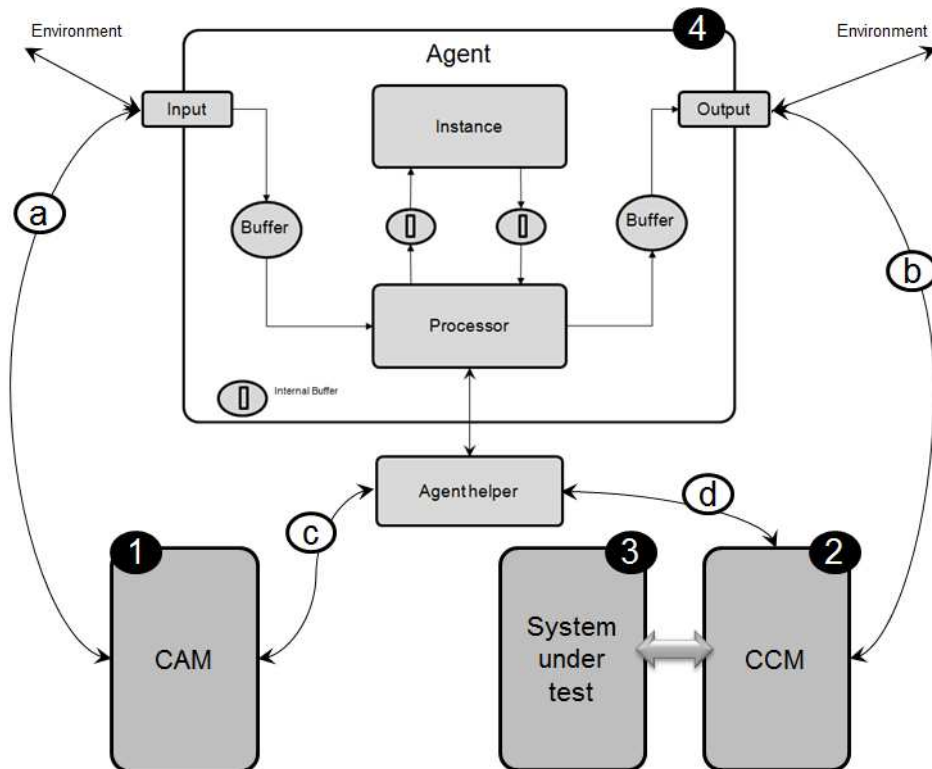 Environment
Environment
4
Agent
Input
Output
Instance
a
Buffer
Buffer
b
Processor
Internal Buffer
Agent helper
d
c
1
3
2
CAM
System
under
test
CCM